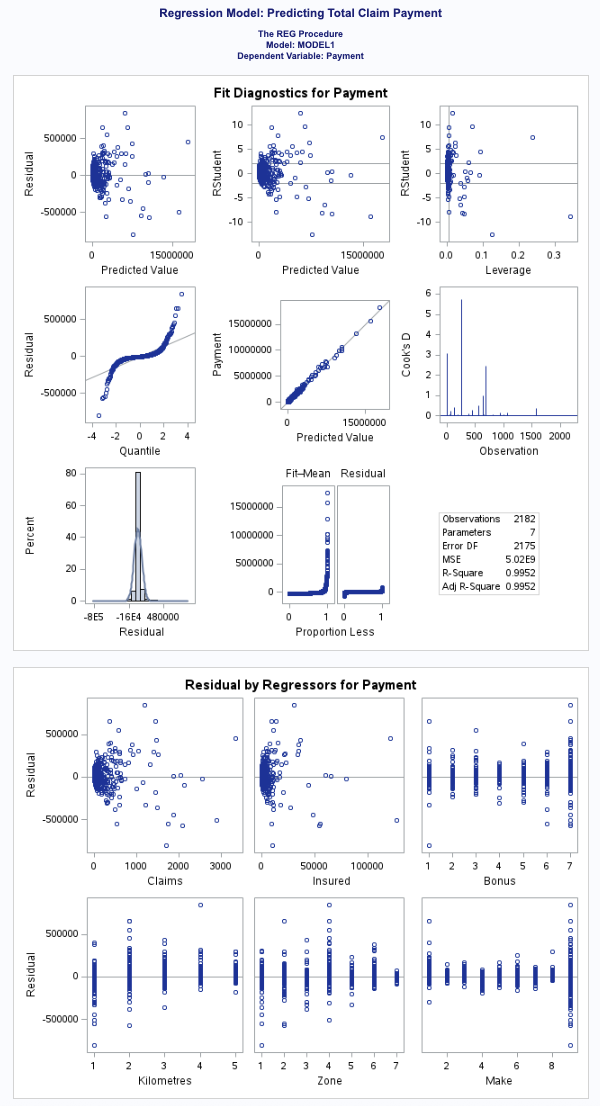 Regression Model: Predicting Total Claim Payment
The REG Procedure
Model: MODEL1
Dependent Variable: Payment
Fit Diagnostics for Payment
Residual
500000
0
-500000
0 15000000
Predicted Value
RStudent
10
5
0
-5
-10
0 15000000
Predicted Value
RStudent
10
5
0
-5
-10
0.0 0.1 0.2 0.3
Leverage
Residual
500000
0
-500000
-4 -2 0 2 4
Quantile
Payment
15000000
10000000
5000000
0
0 15000000
Predicted Value
Cook's D
6
5
4
3
2
1
0
0 500 1000 1500 2000
Observation
Percent
80
60
40
20
0
-8E5 -16E4 480000
Residual
Fit–Mean Residual
15000000
10000000
5000000
0
0 1 0 1
Proportion Less
Observations 2182
Parameters 7
Error DF 2175
MSE 5.02E9
R-Square 0.9952
Adj R-Square 0.9952
Residual by Regressors for Payment
Residual
500000
0
-500000
0 1000 2000 3000
Claims
0 50000 100000
Insured
1 2 3 4 5 6 7
Bonus
Residual
500000
0
-500000
1 2 3 4 5
Kilometres
1 2 3 4 5 6 7
Zone
2 4 6 8
Make